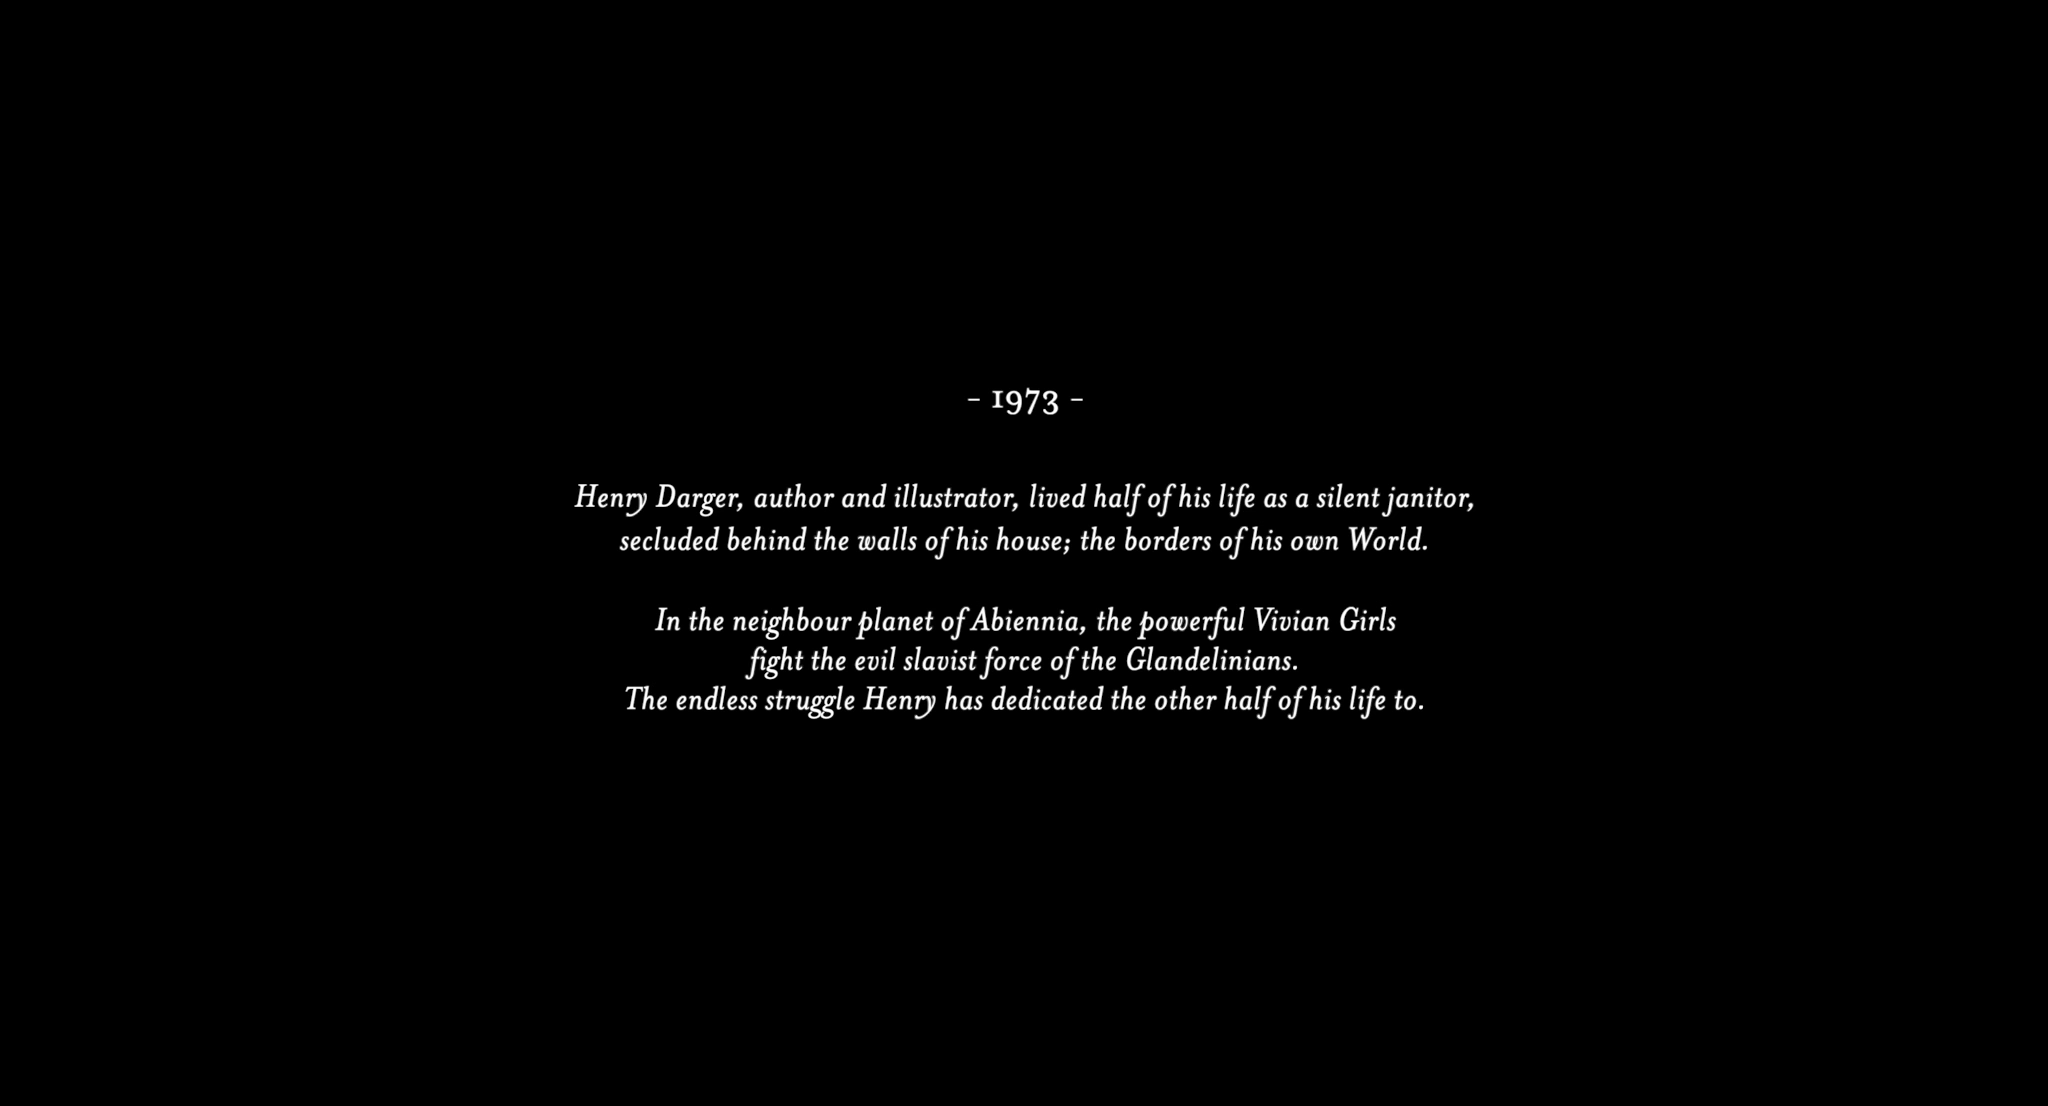 - 1973 -
Henry Darger, author and illustrator, lived half of his life as a silent janitor,
secluded behind the walls of his house; the borders of his own World.
In the neighbour planet of Abiennia, the powerful Vivian Girls
fight the evil slavist force of the Glandelinians.
The endless struggle Henry has dedicated the other half of his life to.